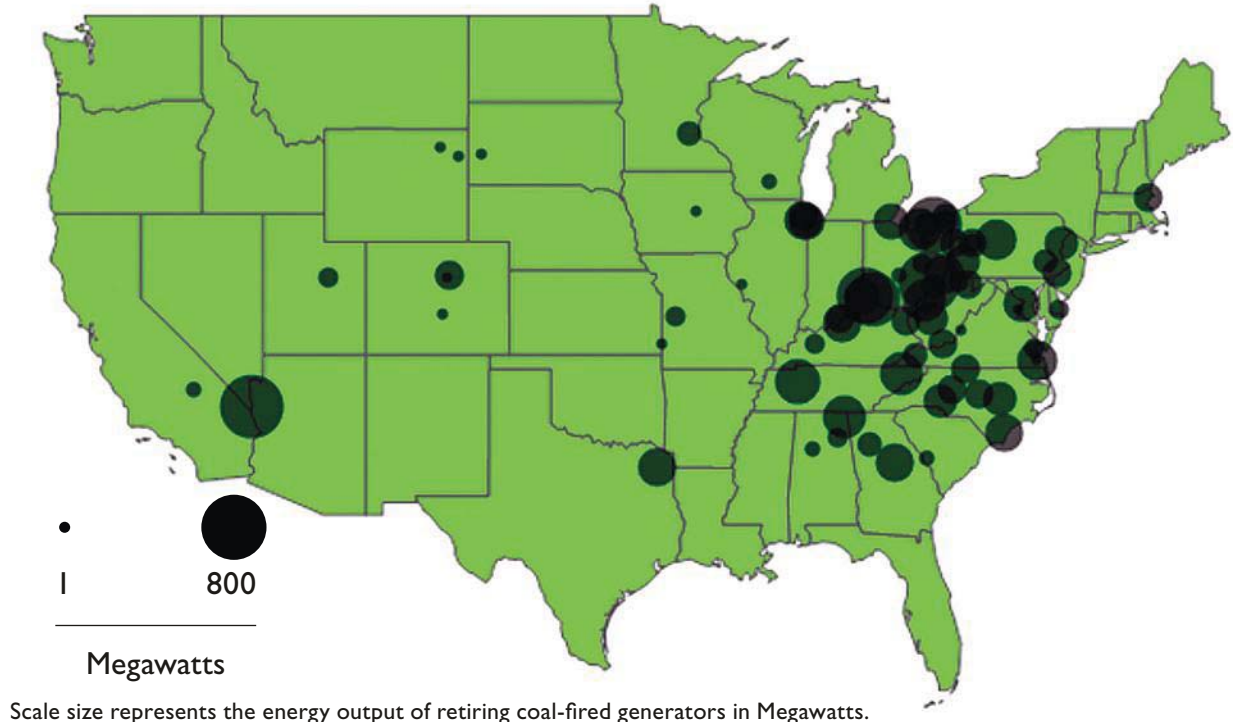 1 800
Megawatts
Scale size represents the energy output of retiring coal-fired generators in Megawatts.